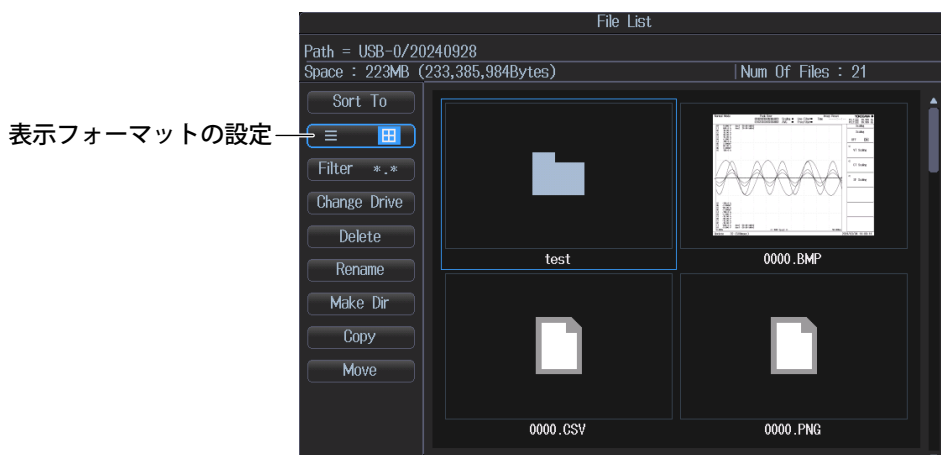 File List
Path = USB-0/20240928
Space : 223MB (233,385,984Bytes)
Num Of Files : 21
Sort To
表示フォーマットの設定
Filter *.*
Change Drive
Delete
Rename
Make Dir
Copy
Move
test
0000.BMP
0000.CSV
0000.PNG